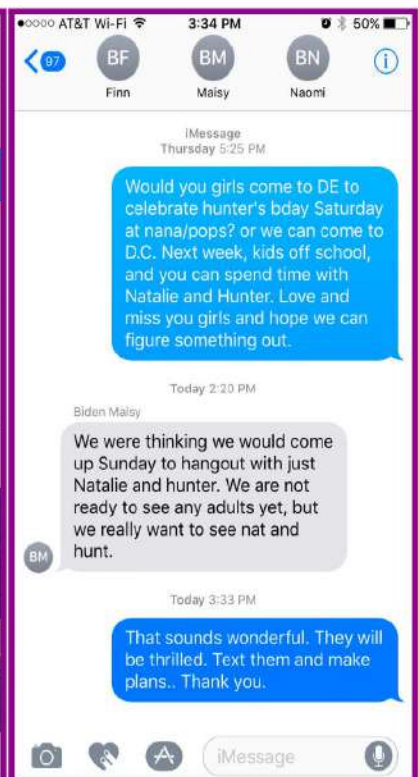 AT&T Wi-Fi 3:34 PM 50%
97
BF BM BN
Finn Maisy Naomi
iMessage
Thursday 5:25 PM
Would you girls come to DE to
celebrate hunter's bday Saturday
at nana/pops? or we can come to
D.C. Next week, kids off school,
and you can spend time with
Natalie and Hunter. Love and
miss you girls and hope we can
figure something out.
Today 2:20 PM
Biden Maisy
We were thinking we would come
up Sunday to hangout with just
Natalie and hunter. We are not
ready to see any adults yet, but
we really want to see nat and
hunt.
BM
Today 3:33 PM
That sounds wonderful. They will
be thrilled. Text them and make
plans.. Thank you.
iMessage